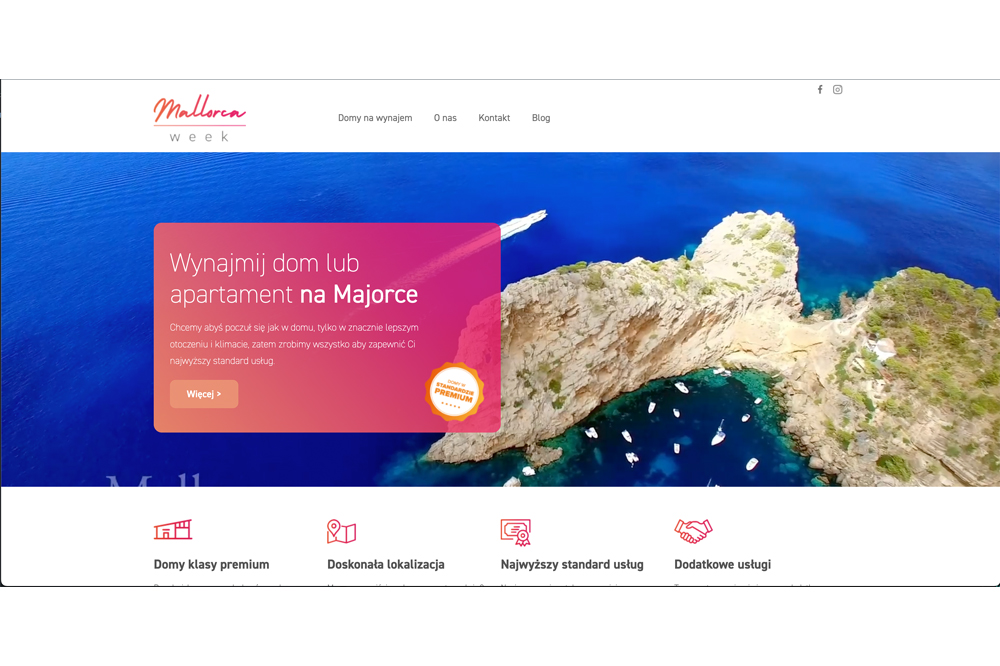 Mallorca
week
Domy na wynajem
O nas
Kontakt
Blog
Wynajmij dom lub
apartament na Majorce
Chcemy abyś poczuł się jak w domu, tylko w znacznie lepszym
otoczeniu i klimacie, zatem zrobimy wszystko aby zapewnić Ci
najwyższy standard usług.
Więcej >
STANDARDZIE
PREMIUM
Domy klasy premium
Doskonała lokalizacja
Najwyższy standard usług
Dodatkowe usługi